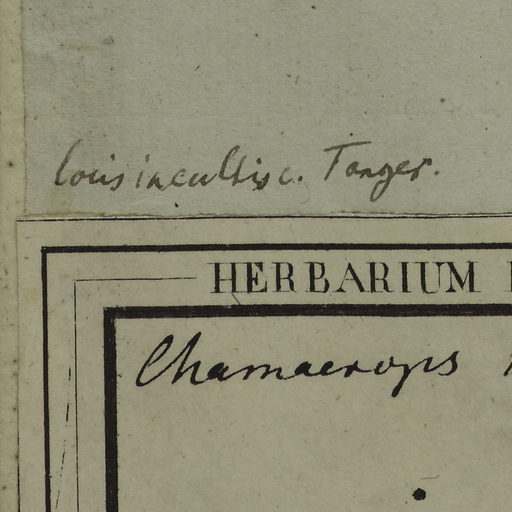 locis incultis c. Tanger.
HERBARIUM
Chamaerops